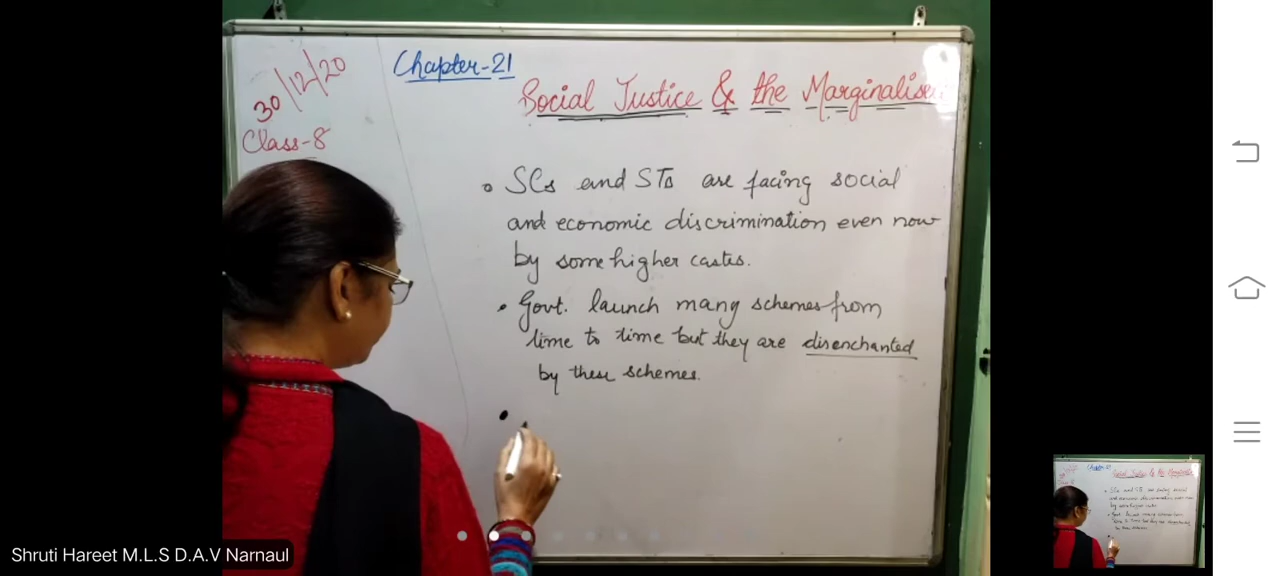 30/12/20
Class-8
Chapter-21
Social Justice & the Marginalised
• SCs and STs are facing social
and economic discrimination even now
by some higher castes.
• Govt. launch many schemes from
time to time but they are disenchanted
by these schemes.
•
Shruti Hareet M.L.S D.A.V Narnaul